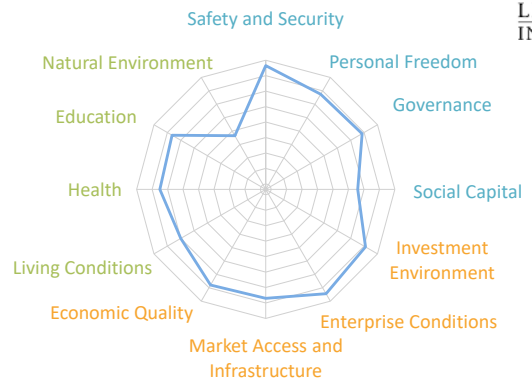 Safety and Security
L
IN
Natural Environment
Personal Freedom
Education
Governance
Health
Social Capital
Living Conditions
Investment
Environment
Economic Quality
Enterprise Conditions
Market Access and
Infrastructure